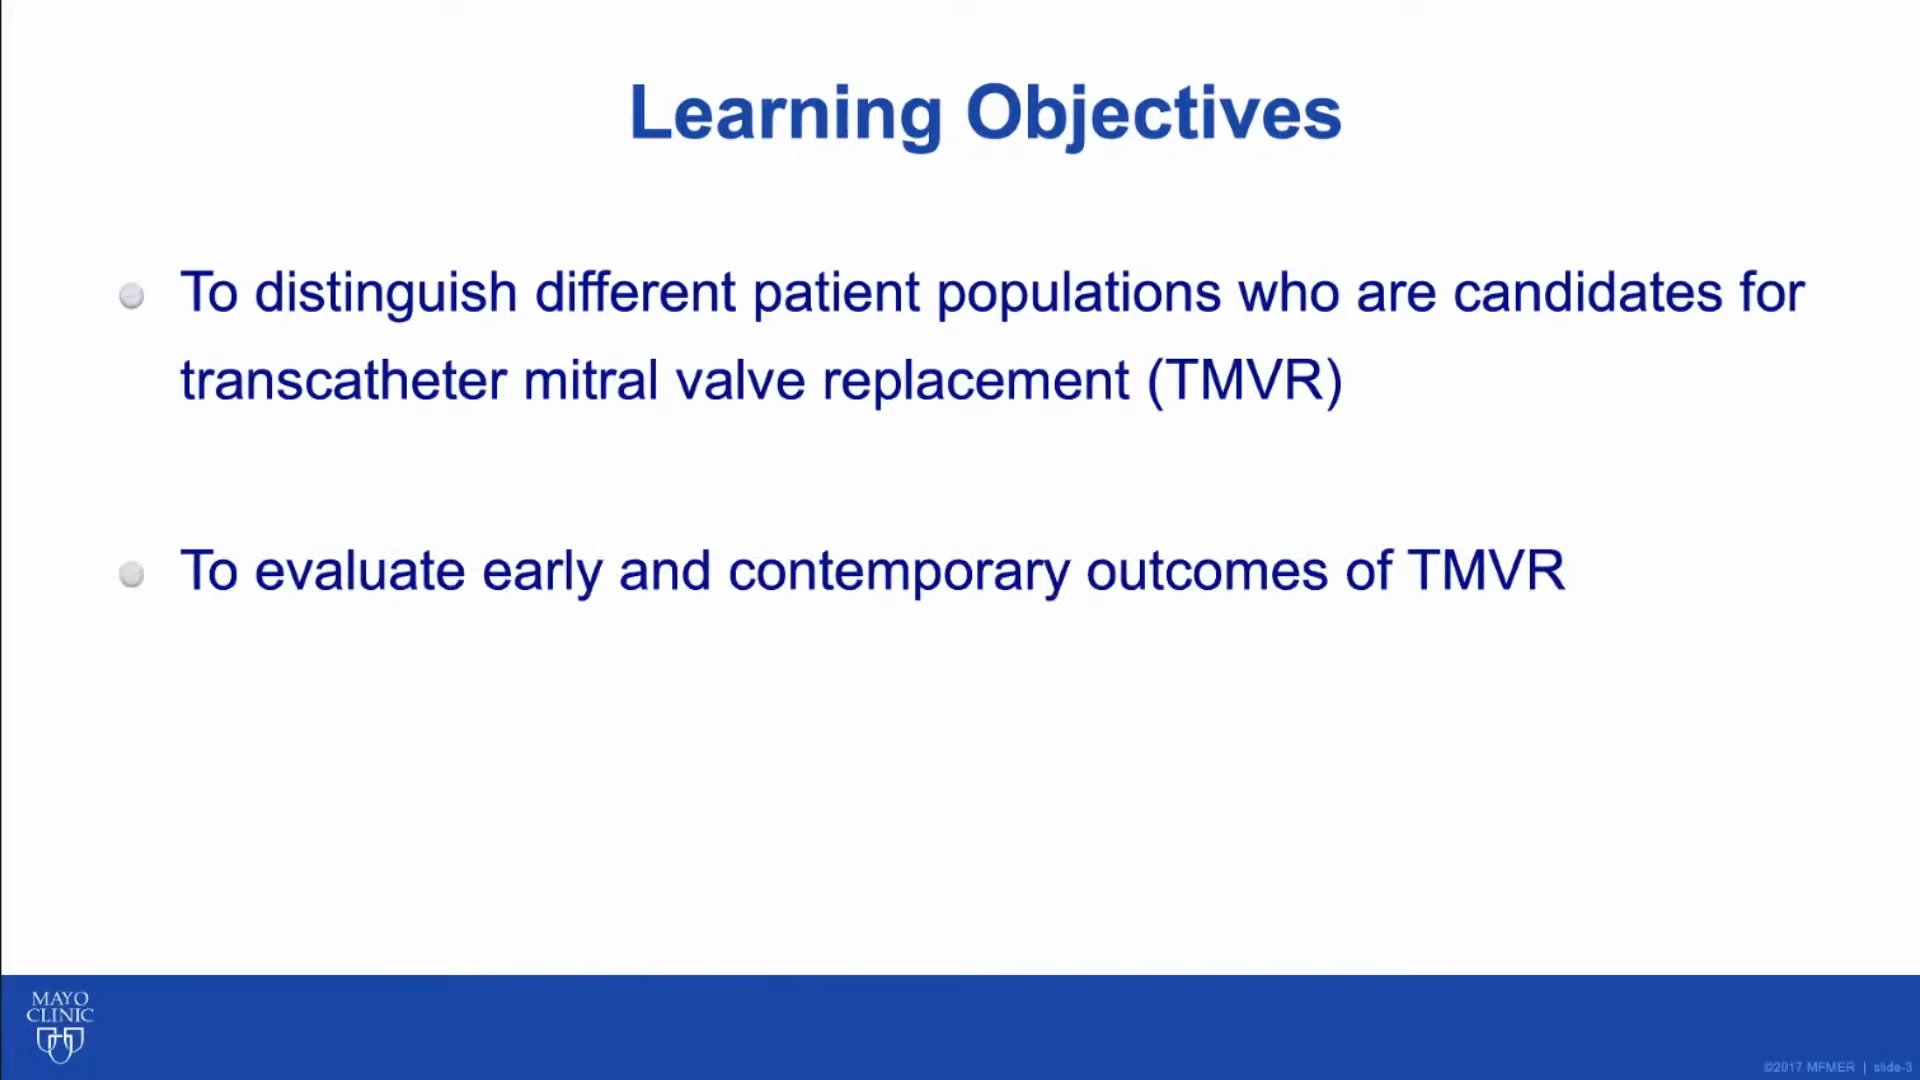 Learning Objectives
To distinguish different patient populations who are candidates for
transcatheter mitral valve replacement (TMVR)
To evaluate early and contemporary outcomes of TMVR
MAYO
CLINIC
©2017 MFMER | slide-3